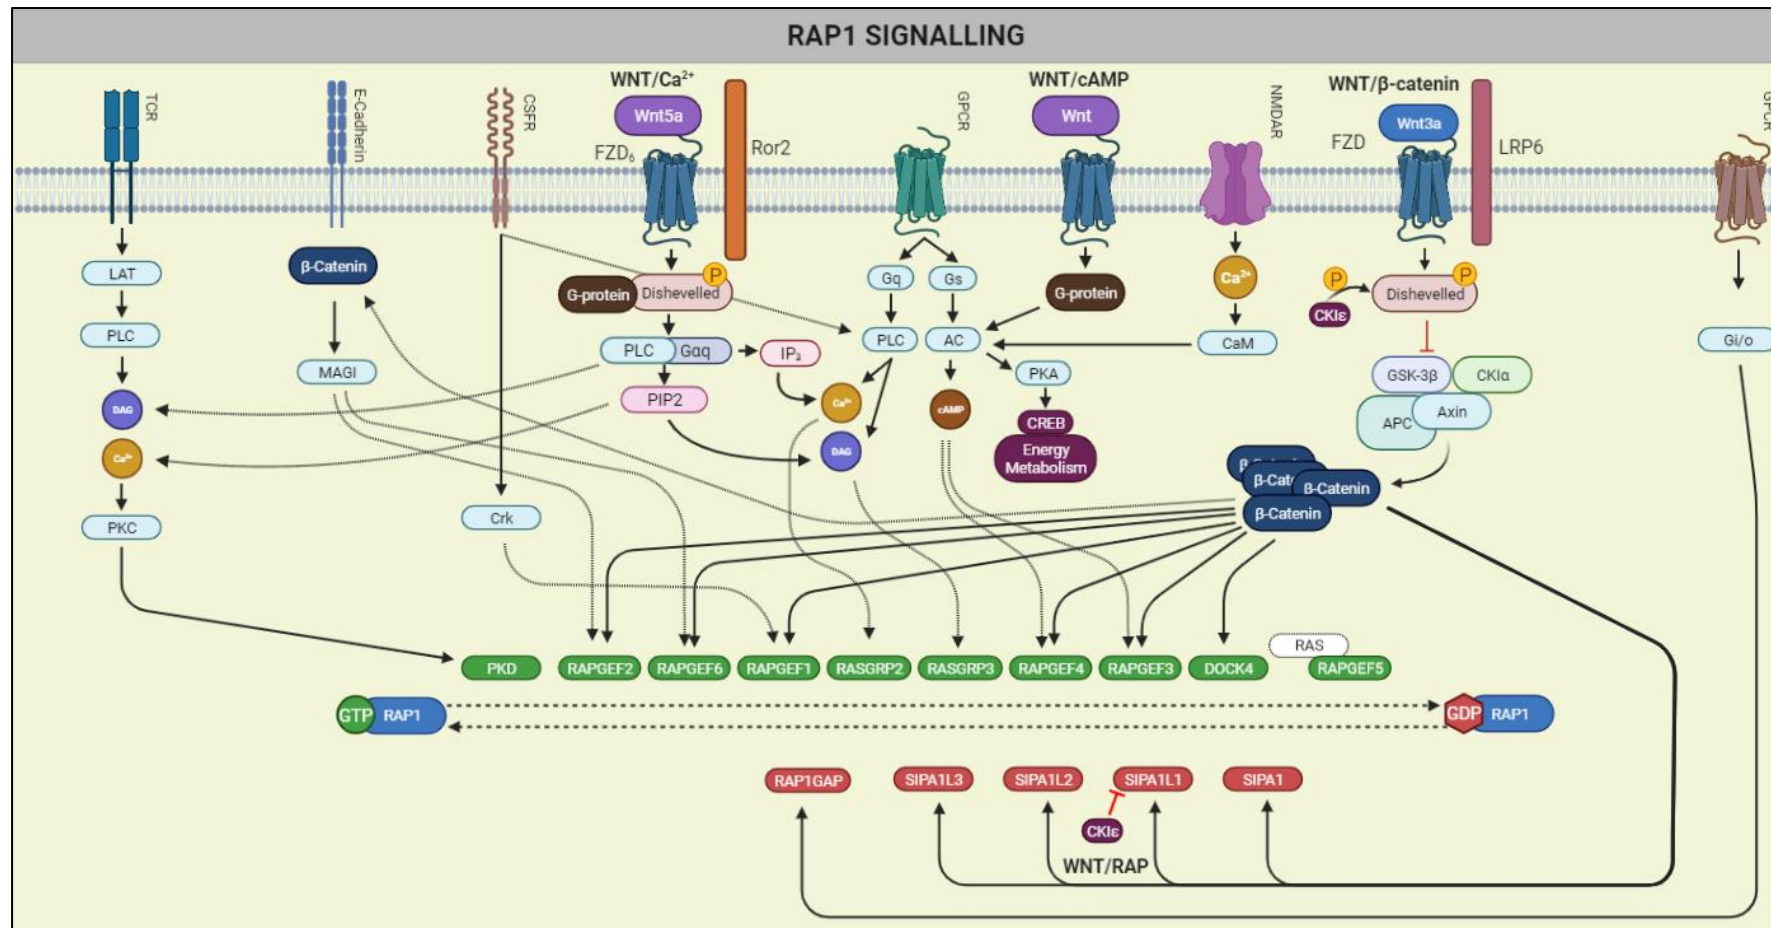 RAP1 SIGNALLING
WNT/Ca²⁺
WNT/cAMP
WNT/β-catenin
TCR
E-Cadherin
CSFR
Wnt5a
FZD₆
Ror2
GPCR
Wnt
NMDAR
FZD
Wnt3a
LRP6
GPCR
LAT
β-Catenin
G-protein
Dishevelled
P
Gq
Gs
G-protein
Ca²⁺
P
CKIε
Dishevelled
P
PLC
MAGI
PLC
Gαq
IP₃
PLC
AC
PKA
CaM
GSK-3β
CKIα
Gi/o
DAG
PIP2
Ca²⁺
cAMP
CREB
Energy
Metabolism
APC
Axin
Ca²⁺
DAG
β-Catenin
β-Catenin
PKC
Crk
RAS
PKD
RAPGEF2
RAPGEF6
RAPGEF1
RASGRP2
RASGRP3
RAPGEF4
RAPGEF3
DOCK4
RAPGEF5
GTP
RAP1
GDP
RAP1
RAP1GAP
SIPA1L3
SIPA1L2
SIPA1L1
SIPA1
CKIε
WNT/RAP